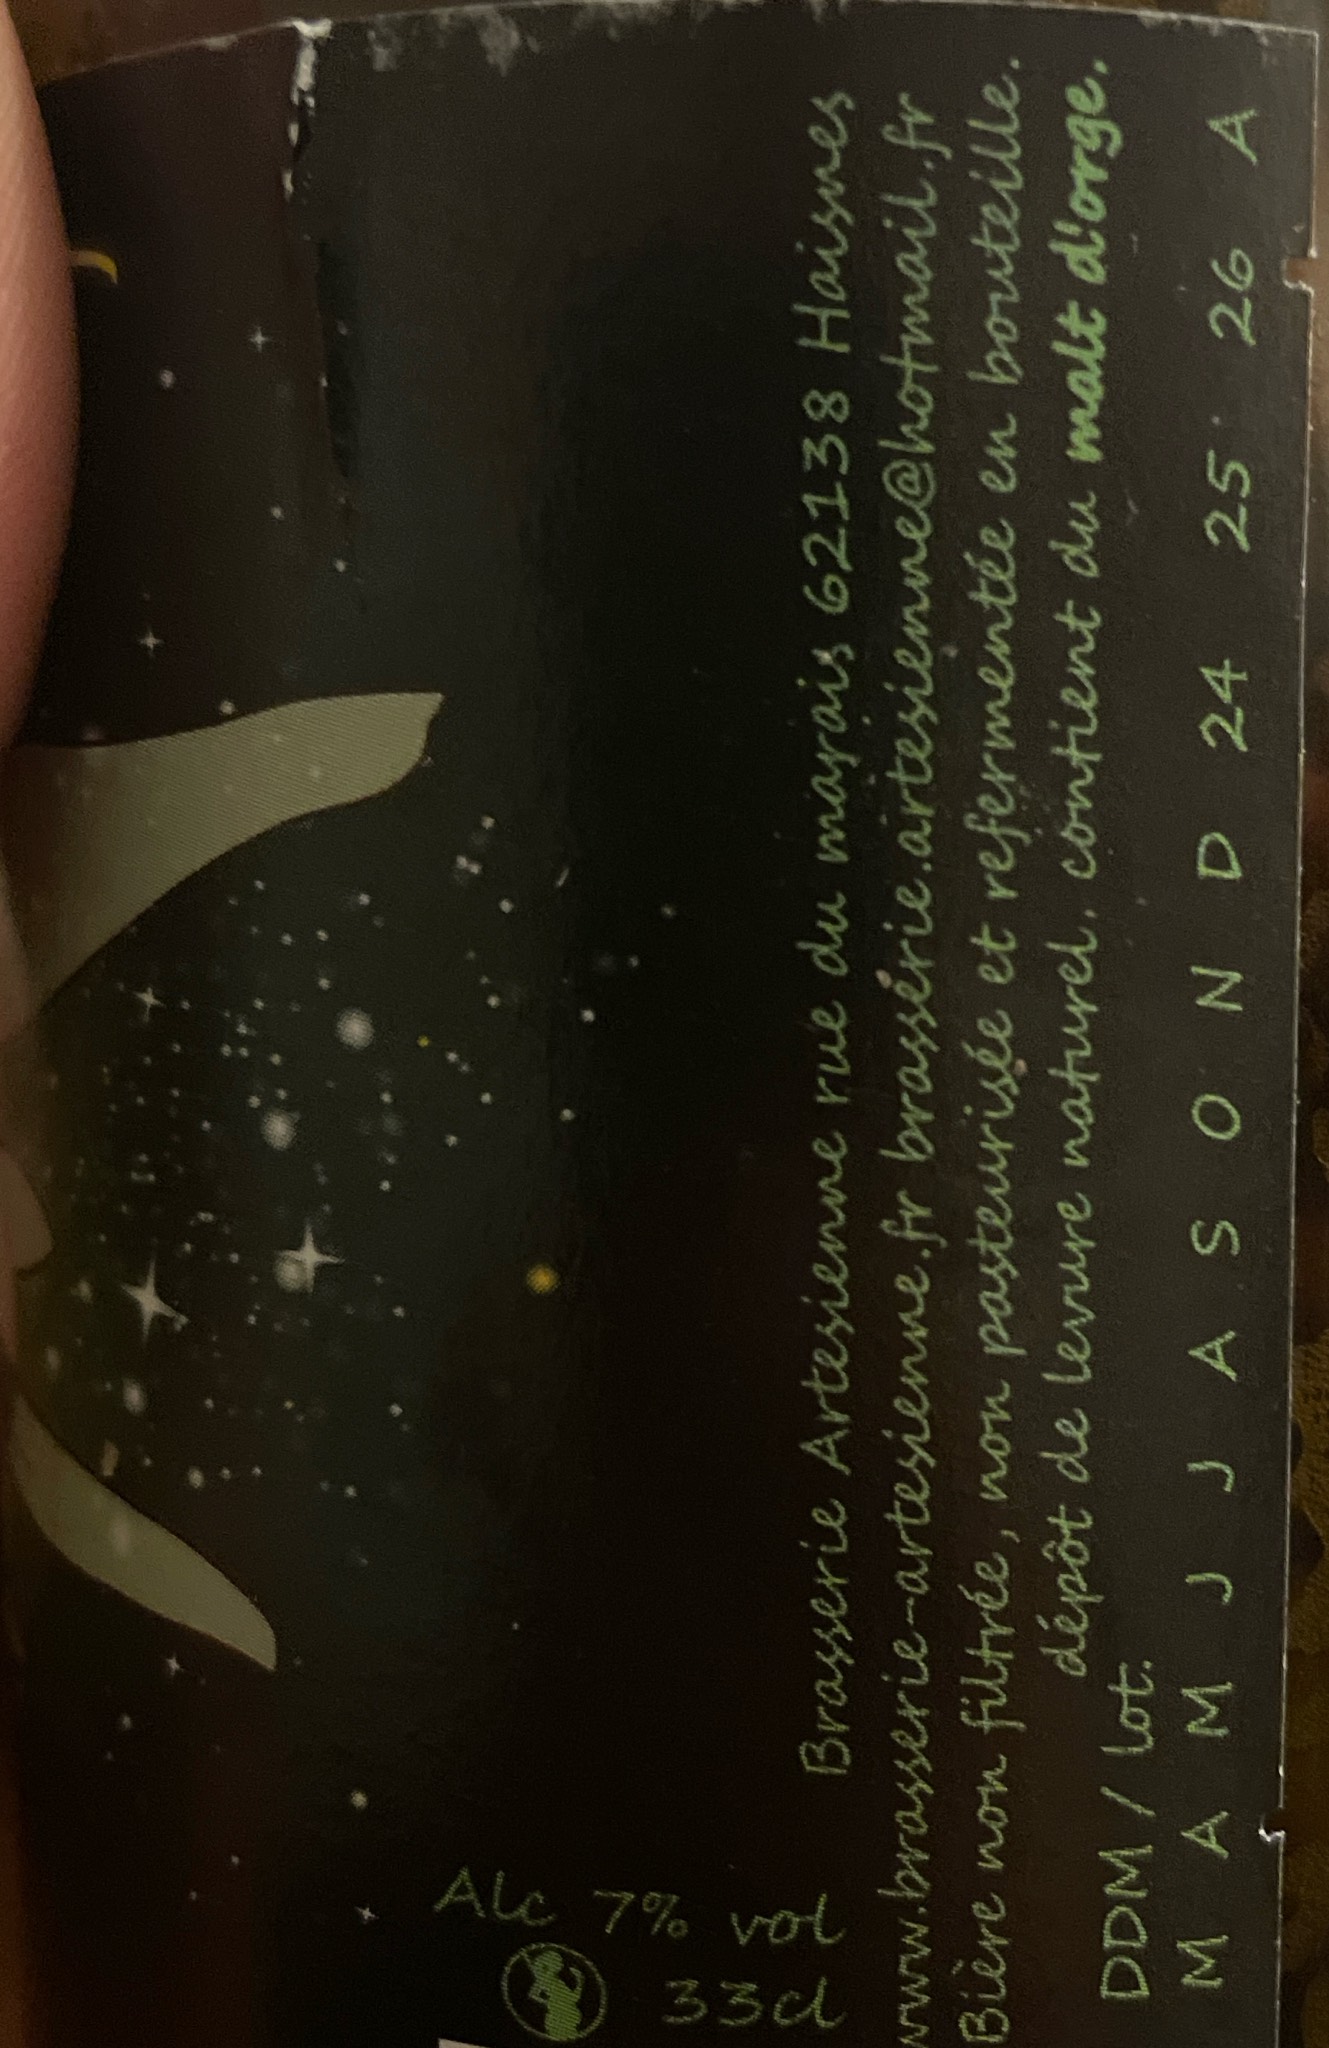 Alc 7% vol
33cl
Brasserie Artesienne rue du marais 62138 Haisnes
www.brasserie-artesienne.fr brasserie.artesienne@hotmail.fr
Bière non filtrée, non pasteurisée et refermentée en bouteille.
dépôt de levure naturel. contient du malt d'orge.
DDM / lot.
M A M J J A S O N D 24 25 26 A